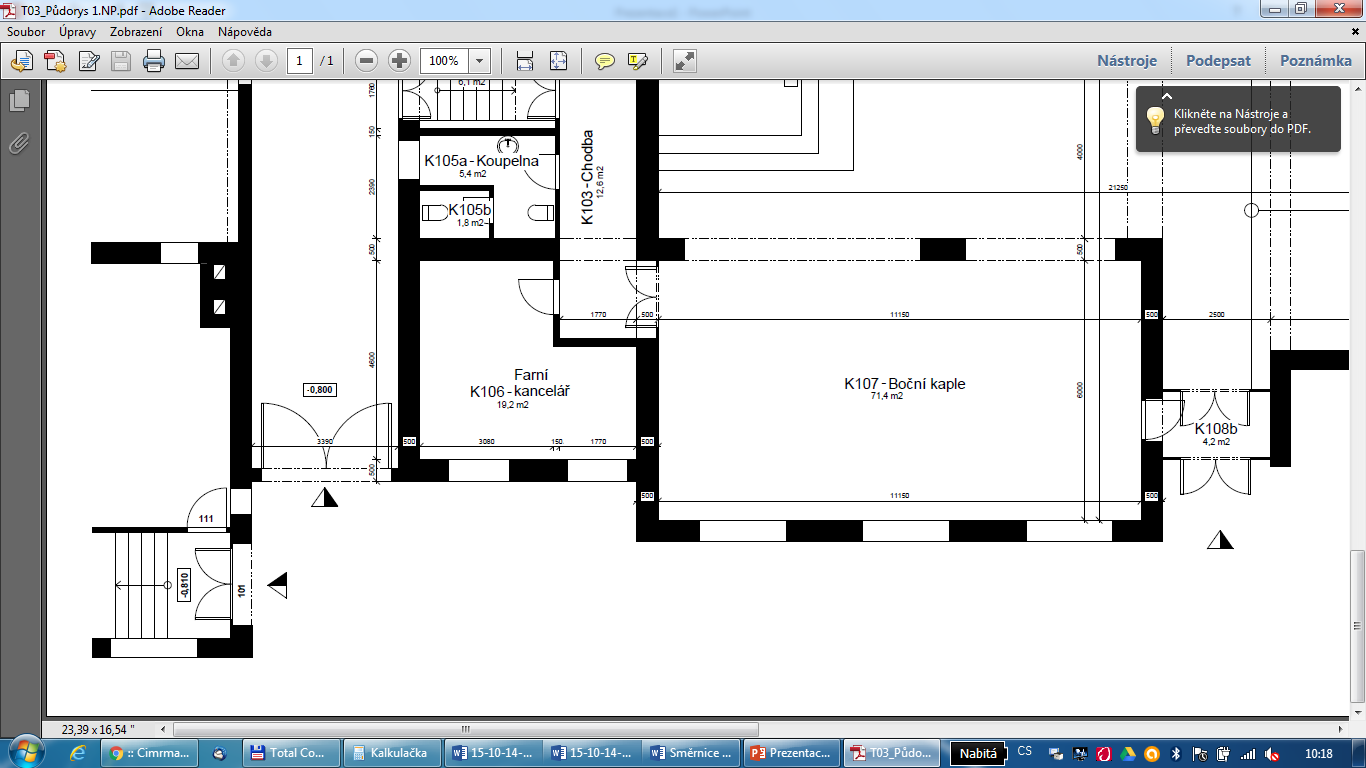 T03_Půdorys 1.NP.pdf - Adobe Reader
Soubor Úpravy Zobrazení Okna Nápověda
1 / 1 100% Nástroje Podepsat Poznámka
Klikněte na Nástroje a
převeďte soubory do PDF.
6,1 m2
1760
150
2390
500
4600
500
K105a - Koupelna
5,4 m2
K105b
1,8 m2
K103 - Chodba
12,6 m2
4000
21250
500
1770 500 11150 500 2500
6000
Farní
K106 - kancelář
19,2 m2
-0,800
K107 - Boční kaple
71,4 m2
K108b
4,2 m2
3390 500 3080 150 1770 500
500 11150 500
111
-0,810
101
23,39 x 16,54 "
:: Cimrma... Total Co... Kalkulačka 15-10-14-... 15-10-14-... Směrnice ... Prezentac... T03_Půdo... Nabitá CS 10:18